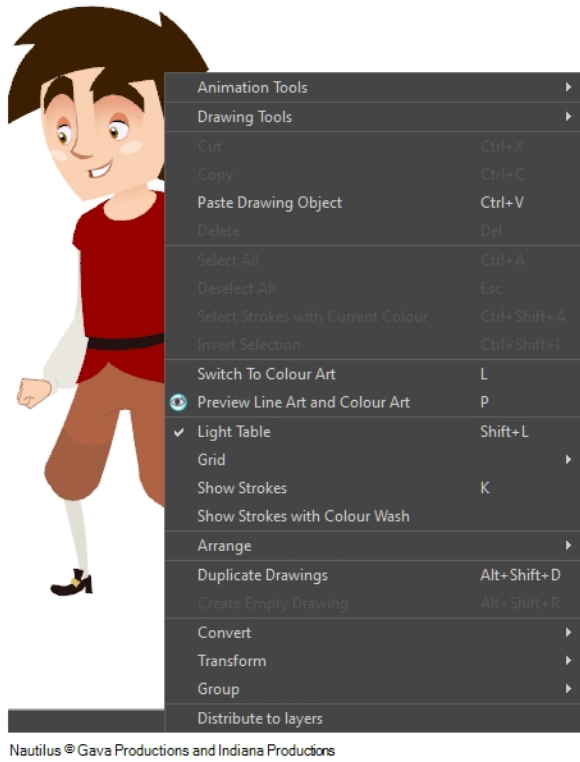 Animation Tools
Drawing Tools
Cut Ctrl+X
Copy Ctrl+C
Paste Drawing Object Ctrl+V
Delete Del
Select All Ctrl+A
Deselect All Esc
Select Strokes with Current Colour Ctrl+Shift+A
Invert Selection Ctrl+Shift+I
Switch To Colour Art L
Preview Line Art and Colour Art P
Light Table Shift+L
Grid
Show Strokes K
Show Strokes with Colour Wash
Arrange
Duplicate Drawings Alt+Shift+D
Create Empty Drawing Alt+Shift+R
Convert
Transform
Group
Distribute to layers
Nautilus © Gava Productions and Indiana Productions